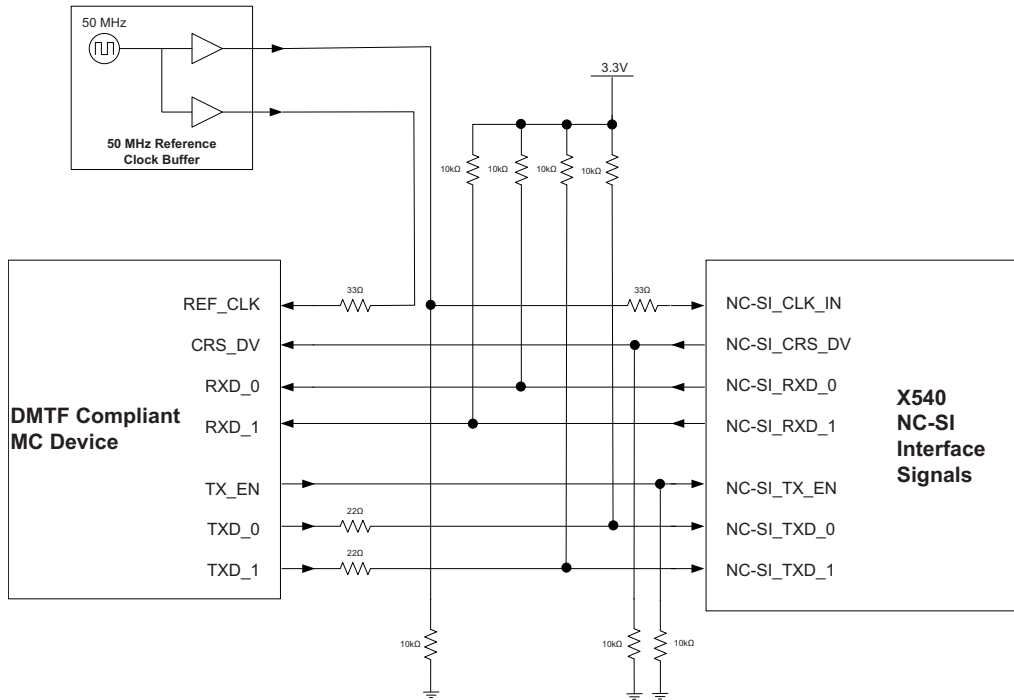 50 MHz
50 MHz Reference
Clock Buffer
3.3V
10kΩ
10kΩ
10kΩ
10kΩ
33Ω
33Ω
REF_CLK
NC-SI_CLK_IN
CRS_DV
NC-SI_CRS_DV
RXD_0
NC-SI_RXD_0
RXD_1
NC-SI_RXD_1
DMTF Compliant
MC Device
X540
NC-SI
Interface
Signals
TX_EN
NC-SI_TX_EN
22Ω
TXD_0
NC-SI_TXD_0
22Ω
TXD_1
NC-SI_TXD_1
10kΩ
10kΩ
10kΩ